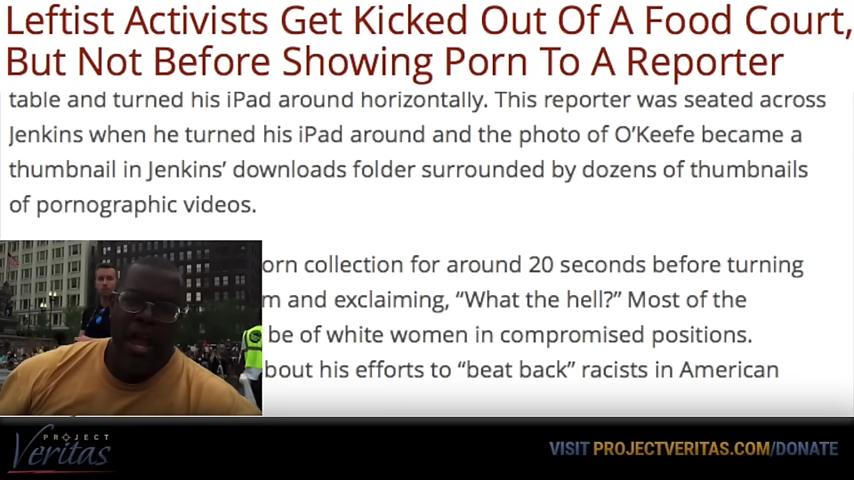 Leftist Activists Get Kicked Out Of A Food Court,
But Not Before Showing Porn To A Reporter
table and turned his iPad around horizontally. This reporter was seated across
Jenkins when he turned his iPad around and the photo of O’Keefe became a
thumbnail in Jenkins’ downloads folder surrounded by dozens of thumbnails
of pornographic videos.
orn collection for around 20 seconds before turning
m and exclaiming, “What the hell?” Most of the
be of white women in compromised positions.
bout his efforts to “beat back” racists in American
PROJECT
Veritas
VISIT PROJECTVERITAS.COM/DONATE